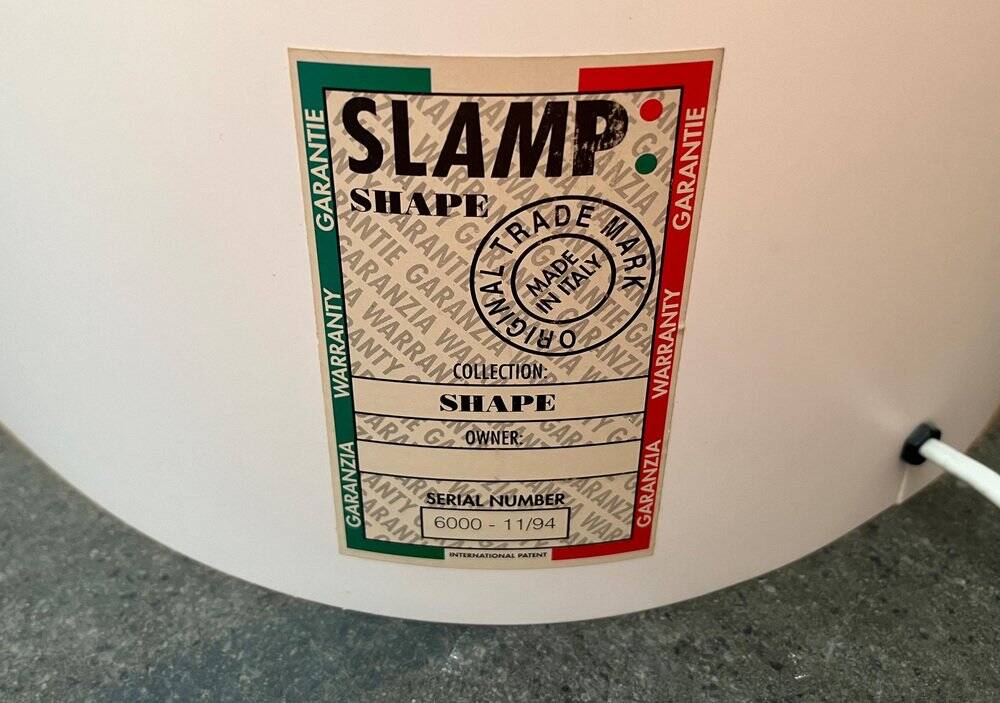 SLAMP
SHAPE
ORIGINAL TRADE MARK
MADE
IN ITALY
GARANTIE
WARRANTY
GARANZIA
GARANTIE
WARRANTY
GARANZIA
COLLECTION:
SHAPE
OWNER:
SERIAL NUMBER
6000 - 11/94
INTERNATIONAL PATENT